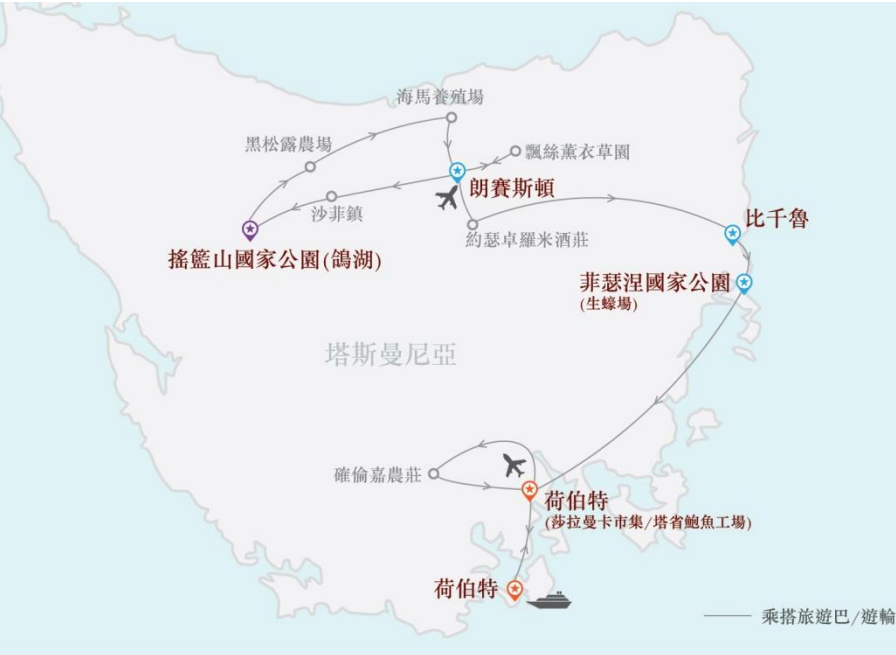 海馬養殖場
黑松露農場
飄絲薰衣草園
朗賽斯頓
沙菲鎮
比千魯
約瑟卓羅米酒莊
搖籃山國家公園(鴿湖)
菲瑟涅國家公園
(生蠔場)
塔斯曼尼亞
確倫嘉農莊
荷伯特
(莎拉曼卡市集/塔省鮑魚工場)
荷伯特
乘搭旅遊巴/遊輪